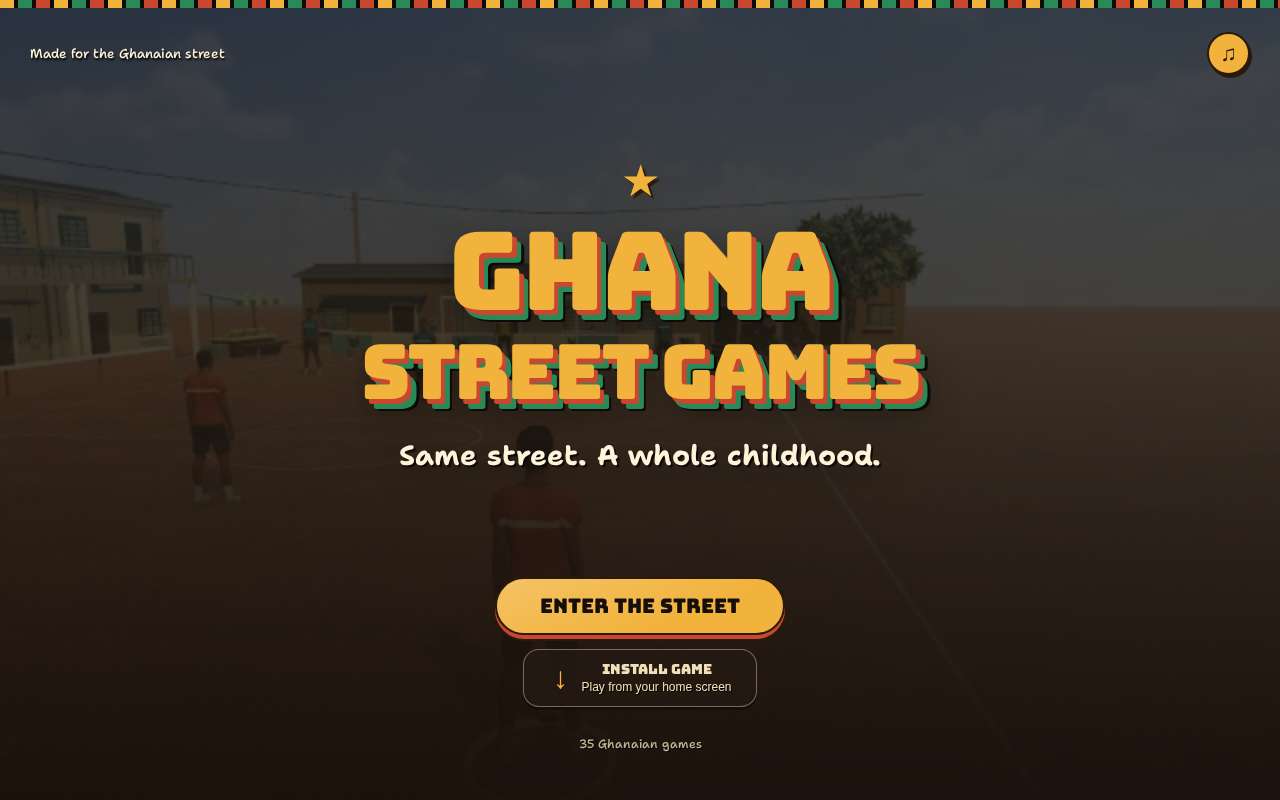 Made for the Ghanaian street
GHANA
STREET GAMES
Same street. A whole childhood.
ENTER THE STREET
INSTALL GAME
Play from your home screen
35 Ghanaian games